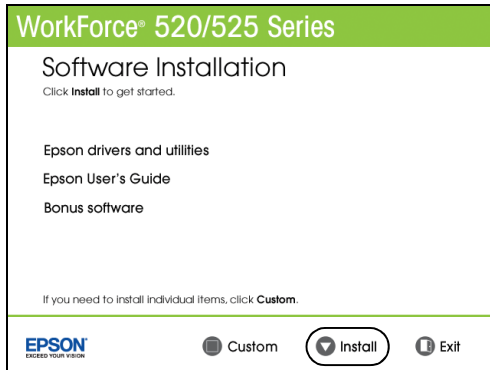 WorkForce® 520/525 Series
Software Installation
Click Install to get started.
Epson drivers and utilities
Epson User's Guide
Bonus software
If you need to install individual items, click Custom.
EPSON®
EXCEED YOUR VISION
Custom Install Exit